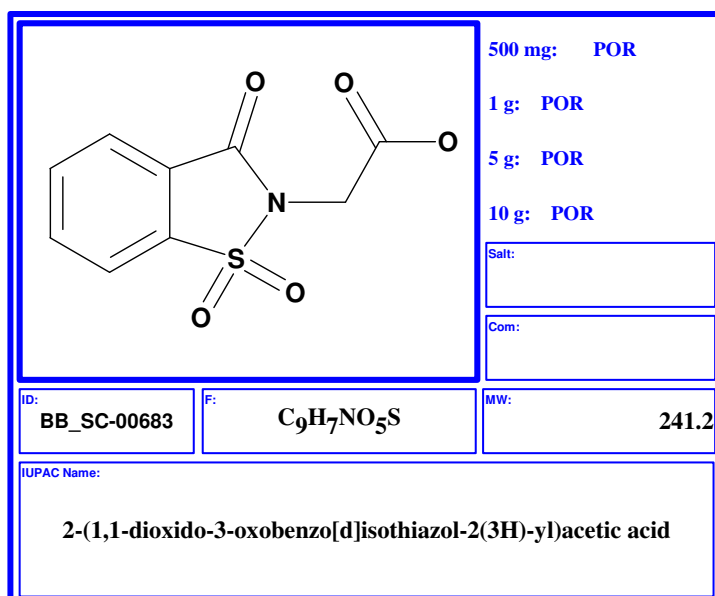 O
O
O
N
S
O
O
500 mg: POR
1 g: POR
5 g: POR
10 g: POR
Salt:
Com:
ID:
BB_SC-00683
F:
C9H7NO5S
MW:
241.2
IUPAC Name:
2-(1,1-dioxido-3-oxobenzo[d]isothiazol-2(3H)-yl)acetic acid